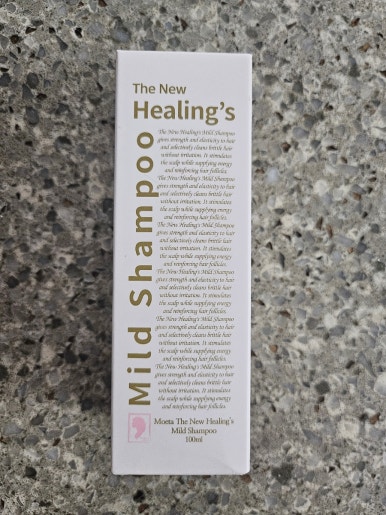 The New
Healing's
Mild Shampoo
The New Healing's Mild Shampoo
gives strength and elasticity to hair
and selectively cleans brittle hair
without irritation. It stimulates
the scalp while supplying energy
and reinforcing hair follicles.
The New Healing's Mild Shampoo
gives strength and elasticity to hair
and selectively cleans brittle hair
without irritation. It stimulates
the scalp while supplying energy
and reinforcing hair follicles.
The New Healing's Mild Shampoo
gives strength and elasticity to hair
and selectively cleans brittle hair
without irritation. It stimulates
the scalp while supplying energy
and reinforcing hair follicles.
The New Healing's Mild Shampoo
gives strength and elasticity to hair
and selectively cleans brittle hair
without irritation. It stimulates
the scalp while supplying energy
and reinforcing hair follicles.
The New Healing's Mild Shampoo
gives strength and elasticity to hair
and selectively cleans brittle hair
without irritation. It stimulates
the scalp while supplying energy
and reinforcing hair follicles.
The New Healing's Mild Shampoo
gives strength and elasticity to hair
and selectively cleans brittle hair
without irritation. It stimulates
the scalp while supplying energy
and reinforcing hair follicles.
The New Healing's
Mild Shampoo
100ml